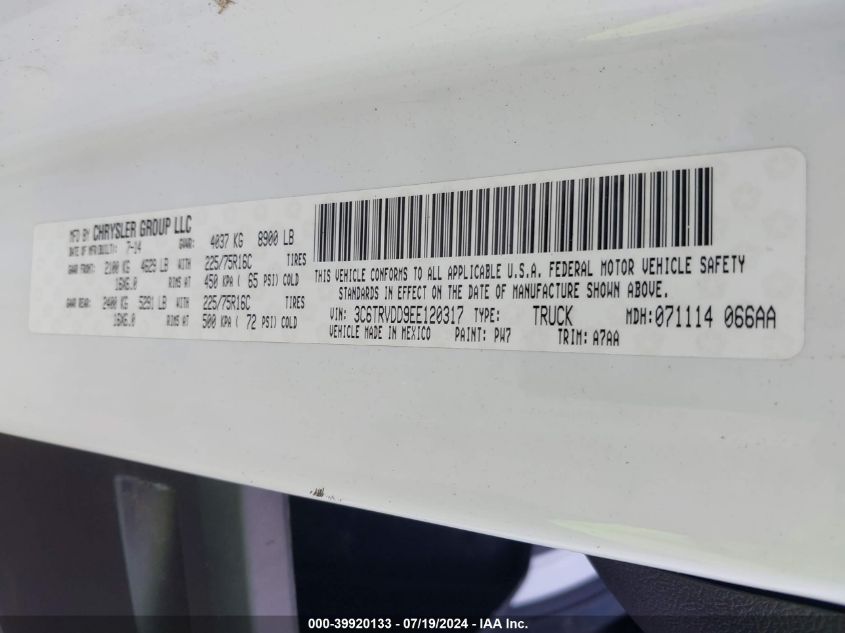 MFD BY CHRYSLER GROUP LLC
DATE OF MFR(BUILT): 7-14 GVWR: 4037 KG 8900 LB
GAWR FRONT: 2100 KG 4629 LB WITH 225/75R16C TIRES
16X6.0 RIMS AT 450 KPA ( 65 PSI) COLD
GAWR REAR: 2400 KG 5291 LB WITH 225/75R16C TIRES
16X6.0 RIMS AT 500 KPA ( 72 PSI) COLD
THIS VEHICLE CONFORMS TO ALL APPLICABLE U.S.A. FEDERAL MOTOR VEHICLE SAFETY
STANDARDS IN EFFECT ON THE DATE OF MANUFACTURE SHOWN ABOVE.
VIN: 3C6TRVDD9EE120317 TYPE: TRUCK MDH:071114 066AA
VEHICLE MADE IN MEXICO PAINT: PW7 TRIM: A7AA
000-39920133 - 07/19/2024 - IAA Inc.